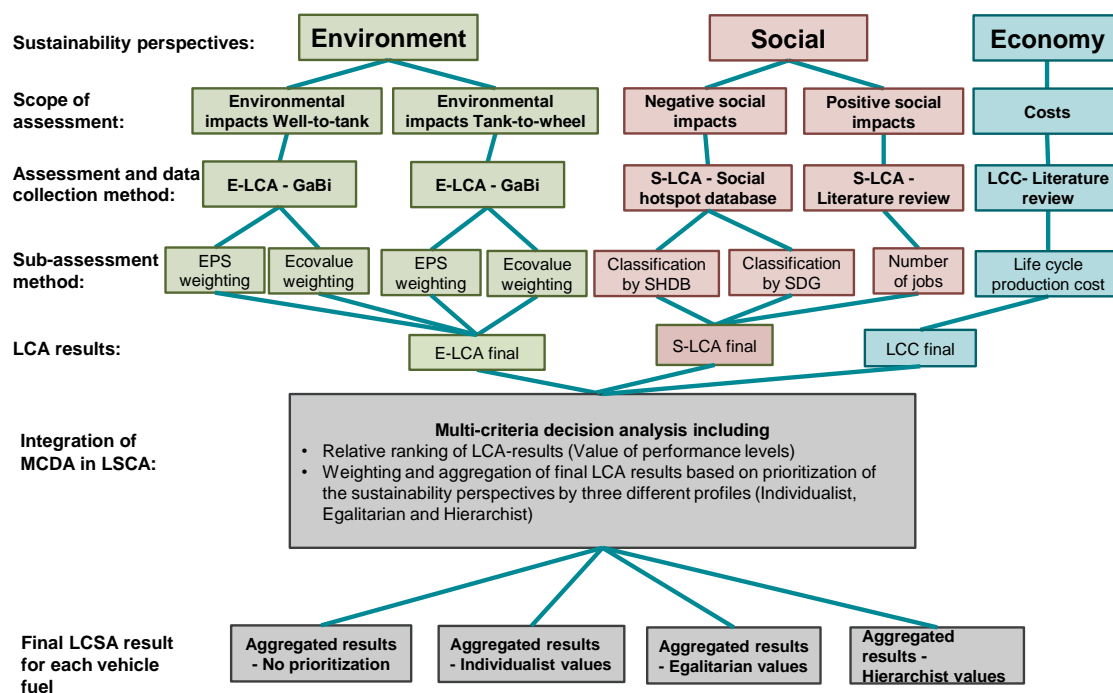 Sustainability perspectives:
Environment
Social
Economy
Scope of
assessment:
Environmental
impacts Well-to-tank
Environmental
impacts Tank-to-wheel
Negative social
impacts
Positive social
impacts
Costs
Assessment and data
collection method:
E-LCA - GaBi
E-LCA - GaBi
S-LCA - Social
hotspot database
S-LCA -
Literature review
LCC- Literature
review
Sub-assessment
method:
EPS
weighting
Ecovalue
weighting
EPS
weighting
Ecovalue
weighting
Classification
by SHDB
Classification
by SDG
Number
of jobs
Life cycle
production cost
LCA results:
E-LCA final
S-LCA final
LCC final
Integration of
MCDA in LSCA:
Multi-criteria decision analysis including
• Relative ranking of LCA-results (Value of performance levels)
• Weighting and aggregation of final LCA results based on prioritization of
the sustainability perspectives by three different profiles (Individualist,
Egalitarian and Hierarchist)
Final LCSA result
for each vehicle
fuel
Aggregated results
- No prioritization
Aggregated results
- Individualist values
Aggregated results
- Egalitarian values
Aggregated
results -
Hierarchist values